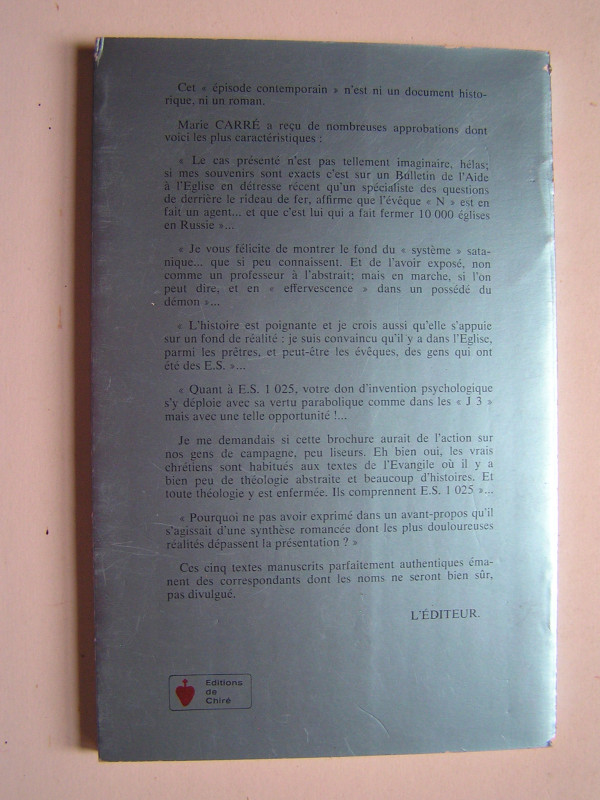 Cet « épisode contemporain » n'est ni un document histo-
rique, ni un roman.
Marie CARRÉ a reçu de nombreuses approbations dont
voici les plus caractéristiques :
« Le cas présenté n'est pas tellement imaginaire, hélas;
si mes souvenirs sont exacts c'est sur un Bulletin de l'Aide
à l'Eglise en détresse récent qu'un spécialiste des questions
de derrière le rideau de fer, affirme que l'évêque « N » est en
fait un agent... et que c'est lui qui a fait fermer 10 000 églises
en Russie »...
« Je vous félicite de montrer le fond du « système » sata-
nique... que si peu connaissent. Et de l'avoir exposé, non
comme un professeur à l'abstrait; mais en marche, si l'on
peut dire, et en « effervescence » dans un possédé du
démon »...
« L'histoire est poignante et je crois aussi qu'elle s'appuie
sur un fond de réalité : je suis convaincu qu'il y a dans l'Eglise,
parmi les prêtres, et peut-être les évêques, des gens qui ont
été des E.S. »...
« Quant à E.S. 1 025, votre don d'invention psychologique
s'y déploie avec sa vertu parabolique comme dans les « J 3 »
mais avec une telle opportunité !...
Je me demandais si cette brochure aurait de l'action sur
nos gens de campagne, peu liseurs. Eh bien oui, les vrais
chrétiens sont habitués aux textes de l'Evangile où il y a
bien peu de théologie abstraite et beaucoup d'histoires. Et
toute théologie y est enfermée. Ils comprennent E.S. 1 025 »...
« Pourquoi ne pas avoir exprimé dans un avant-propos qu'il
s'agissait d'une synthèse romancée dont les plus douloureuses
réalités dépassent la présentation ? »
Ces cinq textes manuscrits parfaitement authentiques éma-
nent des correspondants dont les noms ne seront bien sûr,
pas divulgué.
L'ÉDITEUR.
Editions
de
Chiré